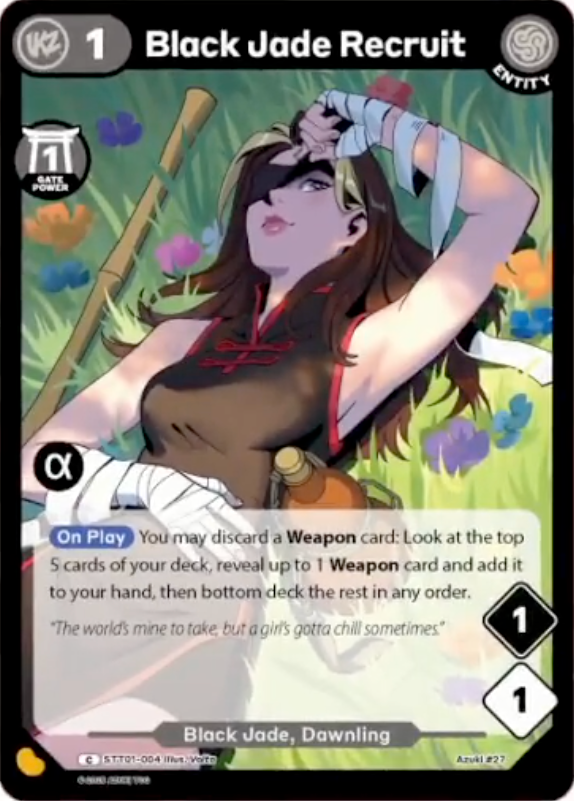 IKZ 1 Black Jade Recruit
ENTITY
1
GATE
POWER
α
On Play You may discard a Weapon card: Look at the top
5 cards of your deck, reveal up to 1 Weapon card and add it
to your hand, then bottom deck the rest in any order.
"The world's mine to take, but a girl's gotta chill sometimes."
1
1
Black Jade, Dawnling
C STT01-004 Illus. Volto Azuki #27